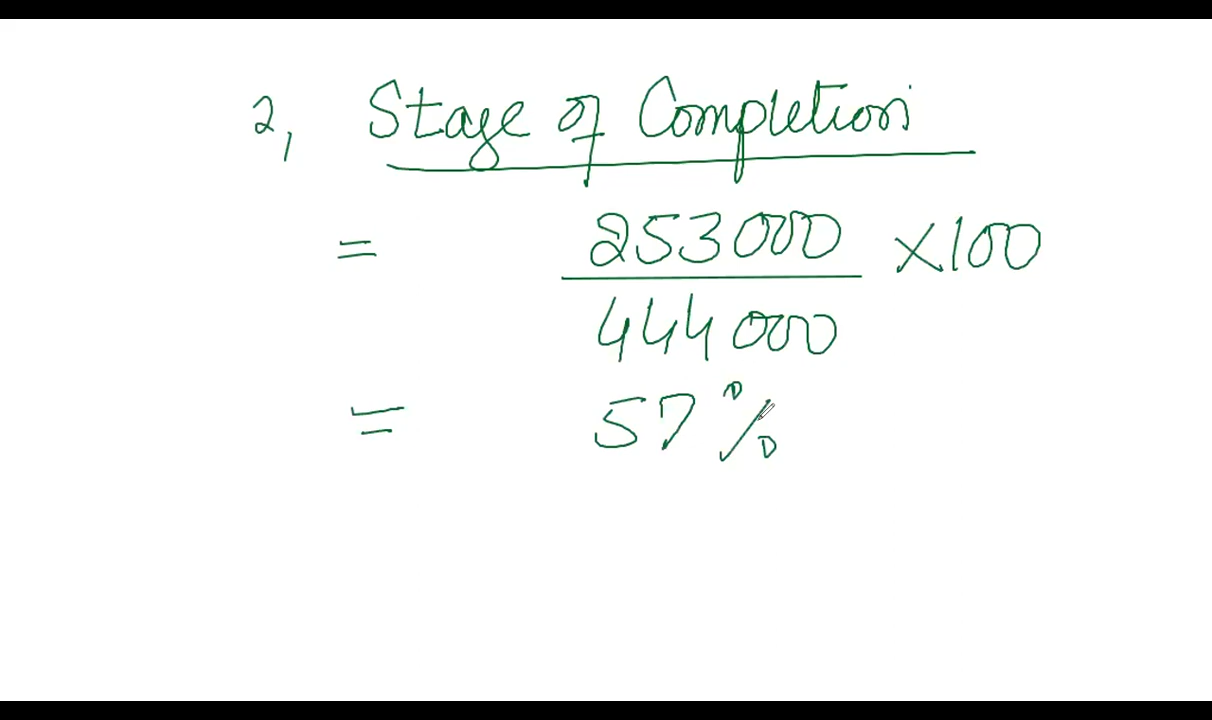 2, Stage of Completion
= 253000 × 100
444000
= 57%